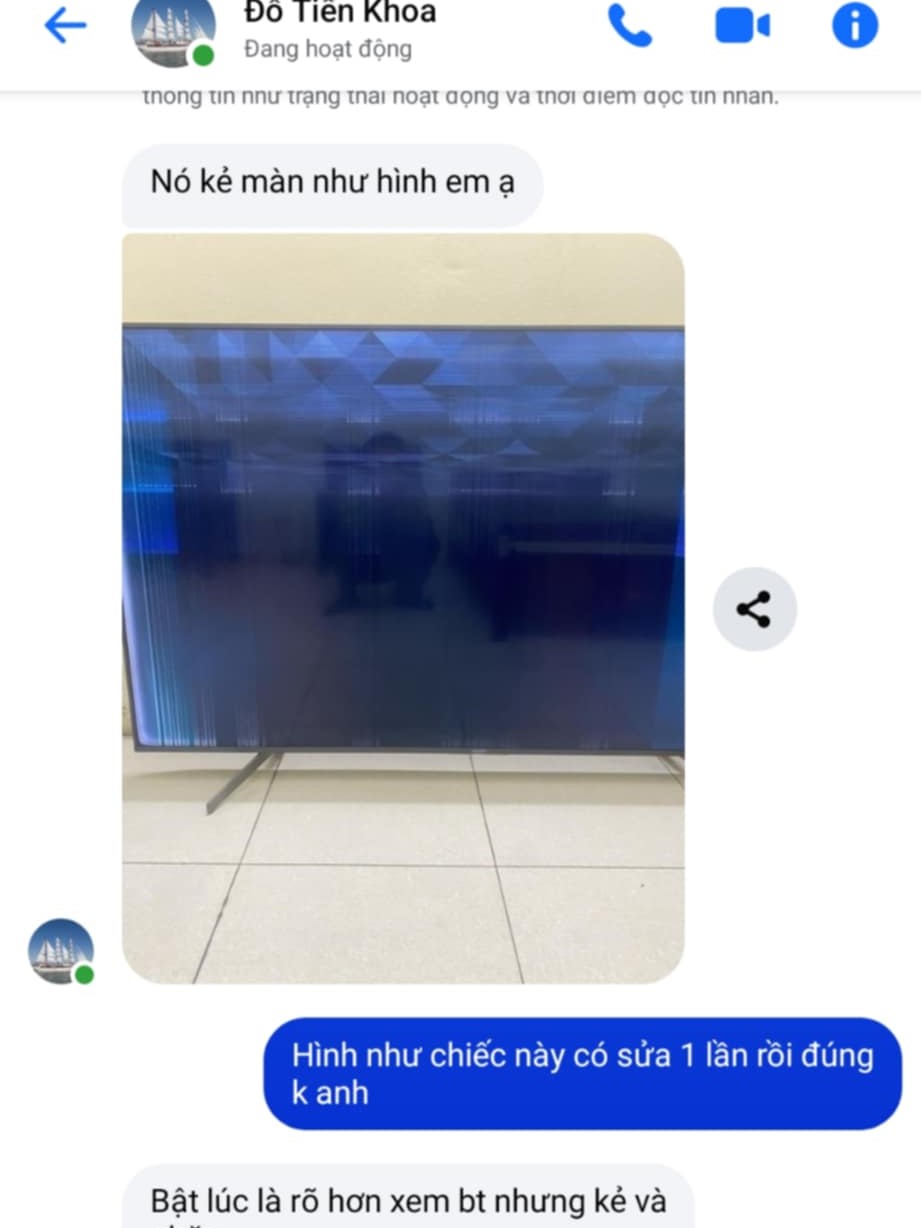 Đỗ Tiến Khoa
Đang hoạt động
thông tin như trạng thái hoạt động và thời điểm đọc tin nhắn.
Nó kẻ màn như hình em ạ
Hình như chiếc này có sửa 1 lần rồi đúng
k anh
Bật lúc là rõ hơn xem bt nhưng kẻ và